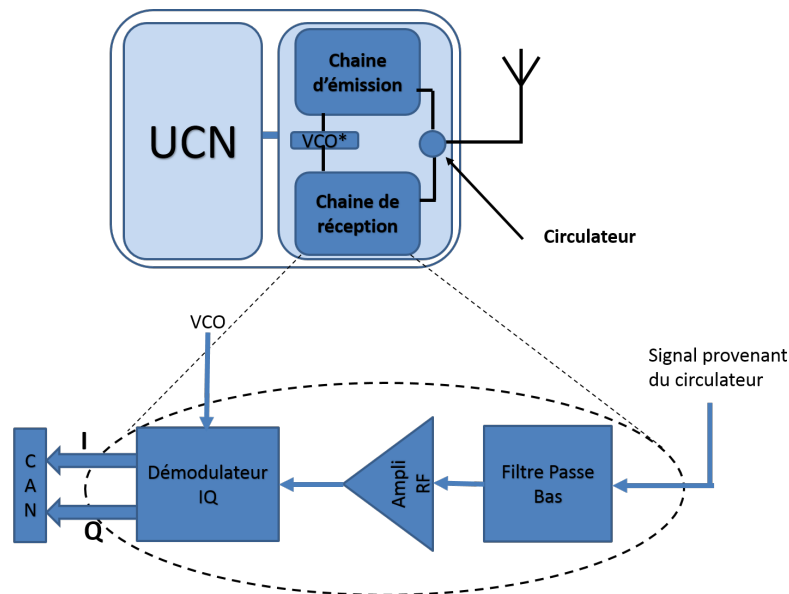 Chaine
d'émission
UCN
VCO*
Chaine de
réception
Circulateur
VCO
Signal provenant
du circulateur
I
C
A
N
Démodulateur
IQ
Ampli
RF
Filtre Passe
Bas
Q